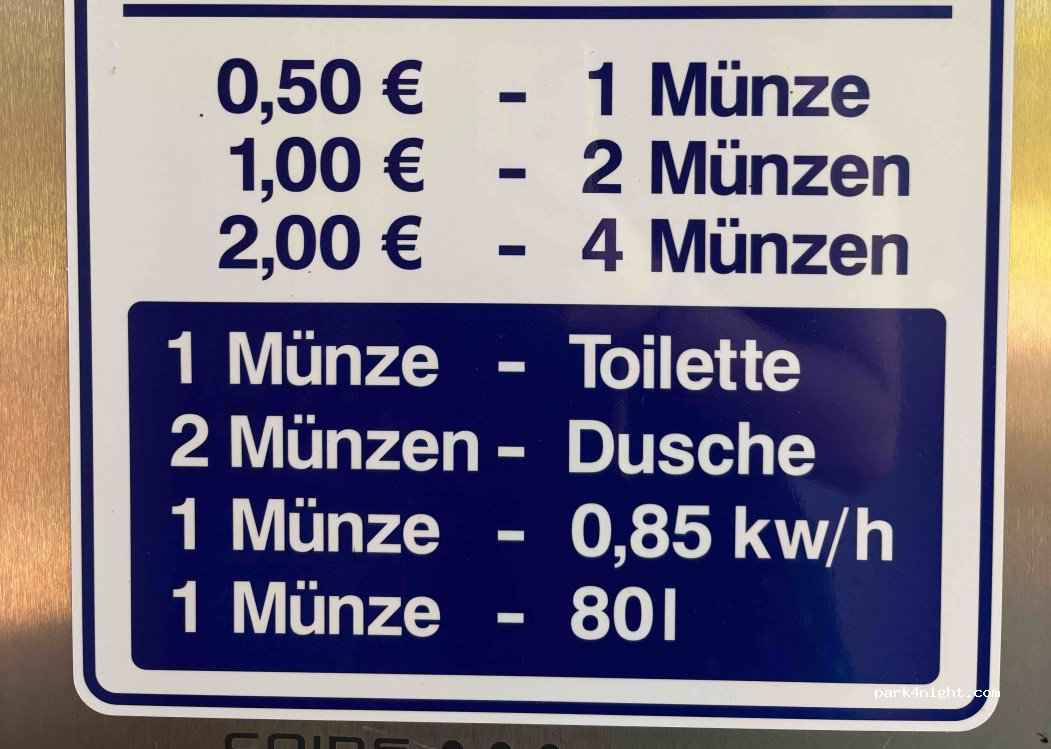 0,50 € - 1 Münze
1,00 € - 2 Münzen
2,00 € - 4 Münzen
1 Münze - Toilette
2 Münzen - Dusche
1 Münze - 0,85 kw/h
1 Münze - 80l
park4night.com
COINS